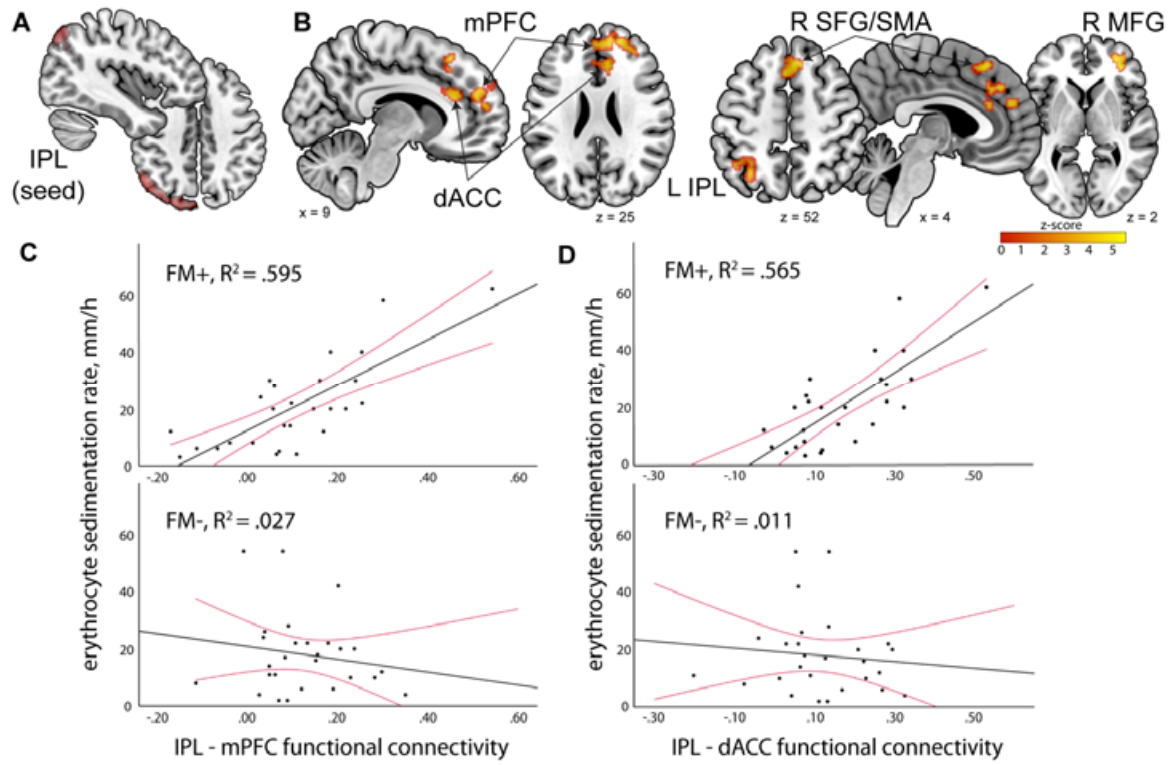 A
B
mPFC
R SFG/SMA
R MFG
IPL
(seed)
dACC
L IPL
x = 9
z = 25
z = 52
x = 4
z = 2
z-score
0 1 2 3 4 5
C
FM+, R² = .595
erythrocyte sedimentation rate, mm/h
60
40
20
0
-.20 .00 .20 .40 .60
FM-, R² = .027
60
40
20
0
-.20 .00 .20 .40 .60
IPL - mPFC functional connectivity
D
FM+, R² = .565
erythrocyte sedimentation rate, mm/h
60
40
20
0
-.30 -.10 .10 .30 .50
FM-, R² = .011
60
40
20
0
-.30 -.10 .10 .30 .50
IPL - dACC functional connectivity